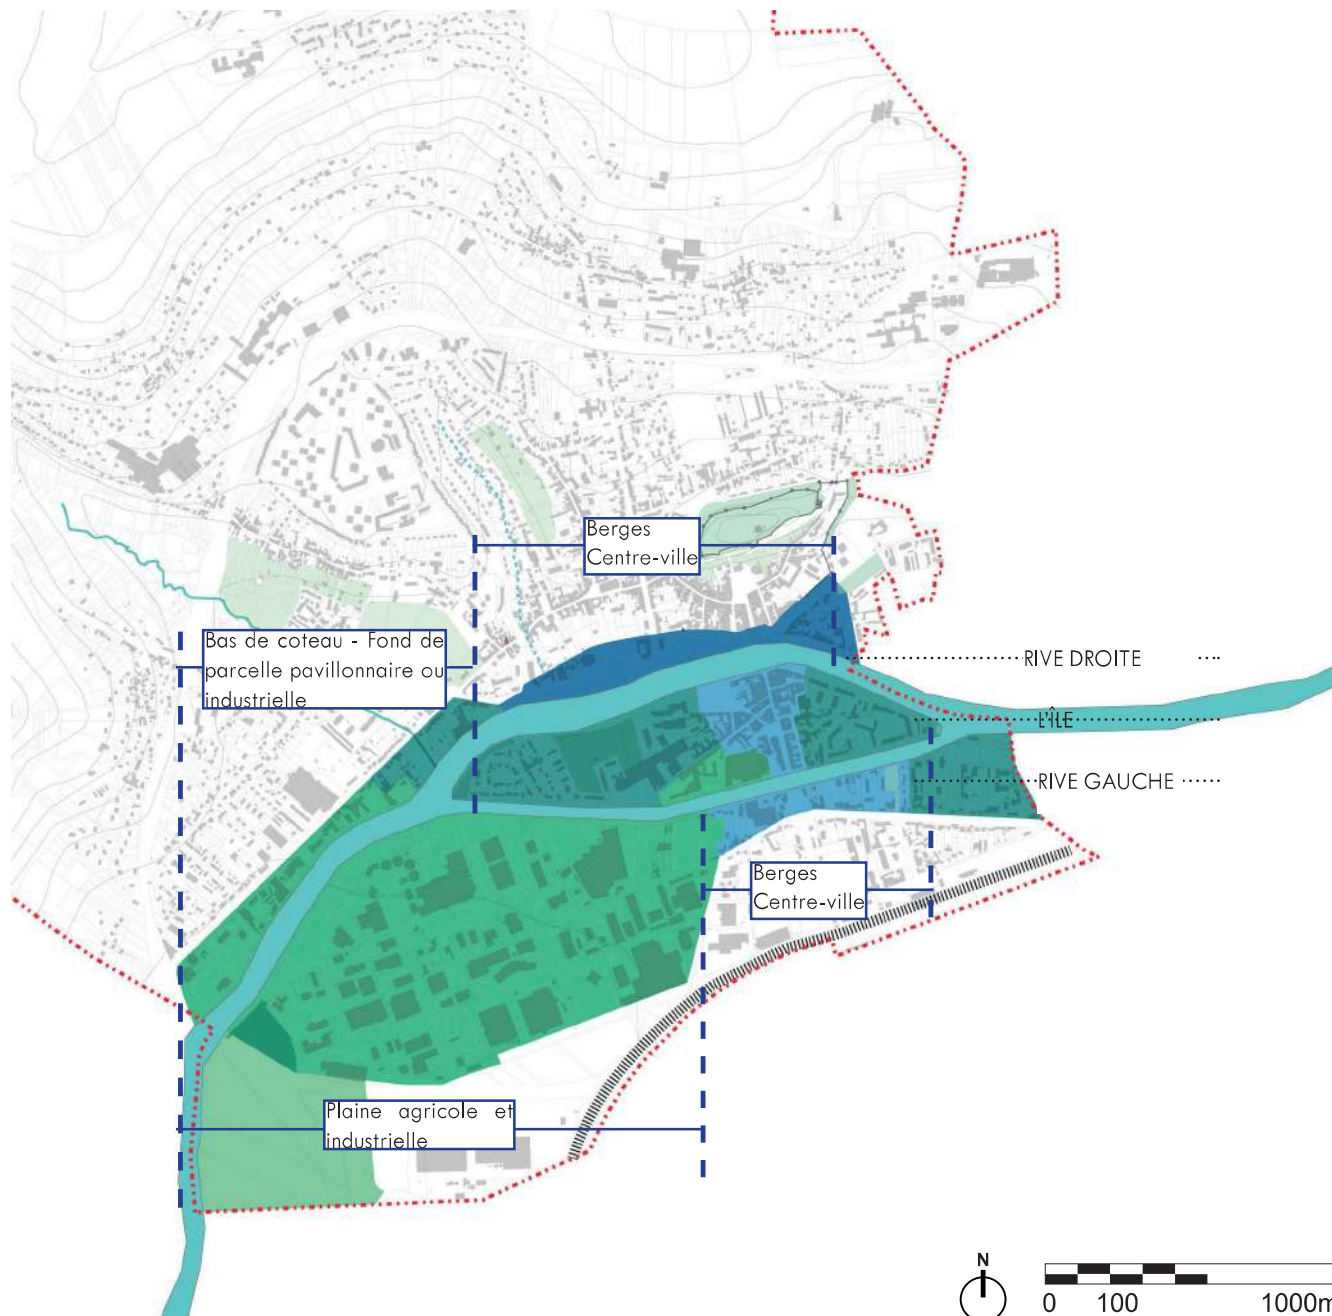 Berges
Centre-ville
Bas de coteau - Fond de
parcelle pavillonnaire ou
industrielle
RIVE DROITE
L'ÎLE
RIVE GAUCHE
Berges
Centre-ville
Plaine agricole et
industrielle
N
0 100 1000m